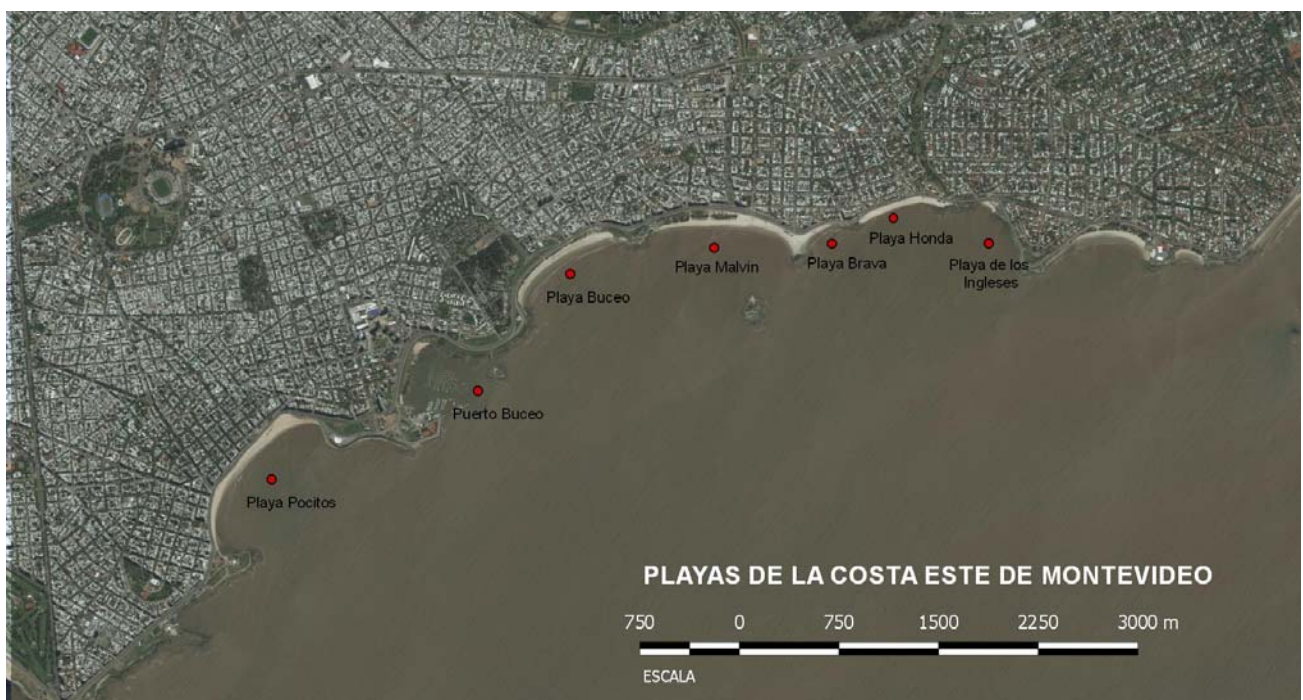 Playa Honda
Playa Malvin
Playa Brava
Playa de los
Ingleses
Playa Buceo
Puerto Buceo
Playa Pocitos
PLAYAS DE LA COSTA ESTE DE MONTEVIDEO
750 0 750 1500 2250 3000 m
ESCALA